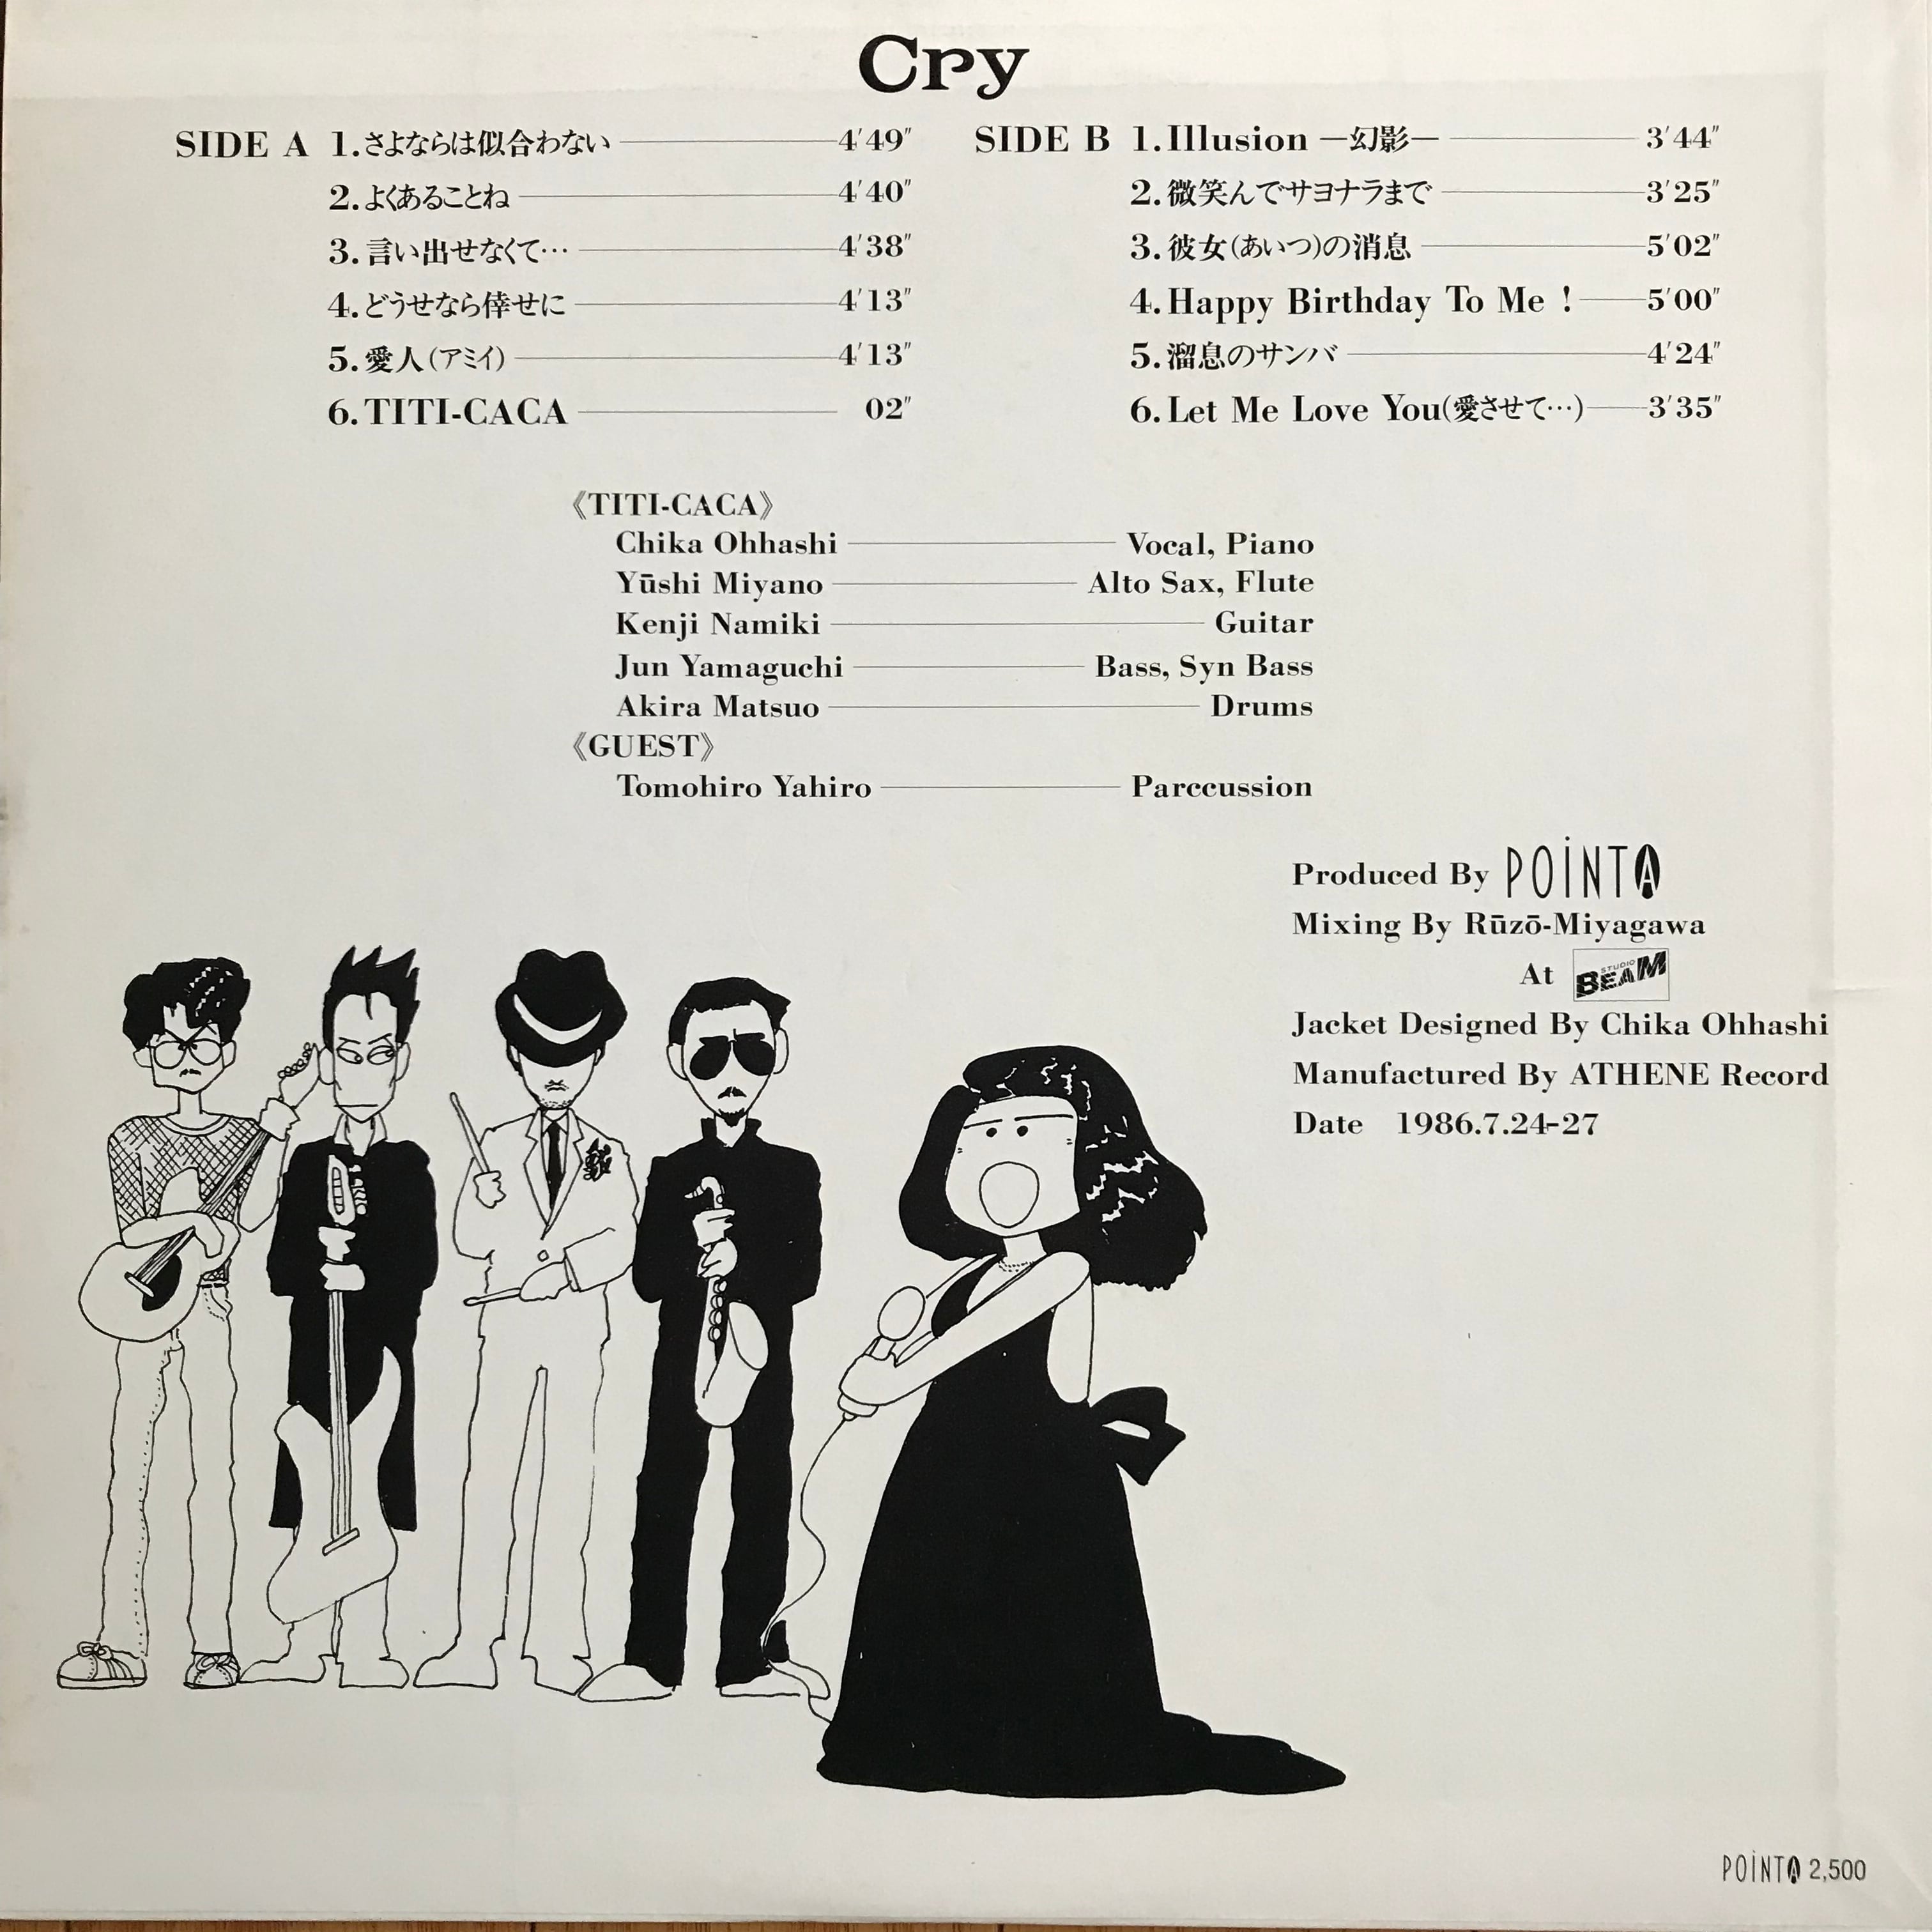 Cry
SIDE A 1.さよならは似合わない 4'49"
2.よくあることね 4'40"
3.言い出せなくて… 4'38"
4.どうせなら倖せに 4'13"
5.愛人(アミイ) 4'13"
6.TITI-CACA 02"
SIDE B 1.Illusion —幻影— 3'44"
2.微笑んでサヨナラまで 3'25"
3.彼女(あいつ)の消息 5'02"
4.Happy Birthday To Me ! 5'00"
5.溜息のサンバ 4'24"
6.Let Me Love You(愛させて…) 3'35"
《TITI-CACA》
Chika Ohhashi Vocal, Piano
Yūshi Miyano Alto Sax, Flute
Kenji Namiki Guitar
Jun Yamaguchi Bass, Syn Bass
Akira Matsuo Drums
《GUEST》
Tomohiro Yahiro Parccussion
Produced By POINTA
Mixing By Rūzō-Miyagawa
At STUDIO BEAM
Jacket Designed By Chika Ohhashi
Manufactured By ATHENE Record
Date 1986.7.24-27
POINTA 2,500